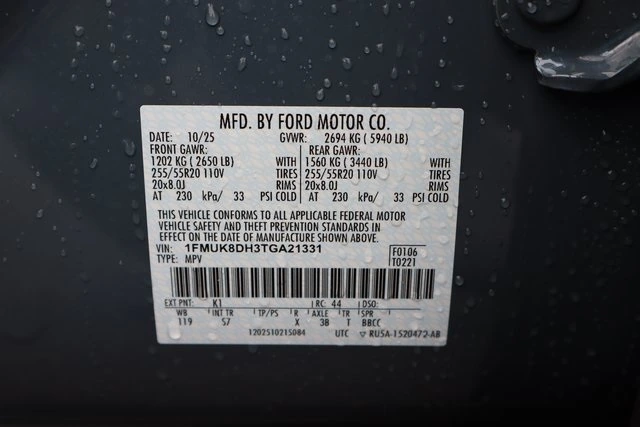 MFD. BY FORD MOTOR CO.
DATE: 10/25 GVWR: 2694 KG ( 5940 LB)
FRONT GAWR: REAR GAWR:
1202 KG ( 2650 LB) WITH 1560 KG ( 3440 LB) WITH
255/55R20 110V TIRES 255/55R20 110V TIRES
20x8.0J RIMS 20x8.0J RIMS
AT 230 kPa/ 33 PSI COLD AT 230 kPa/ 33 PSI COLD
THIS VEHICLE CONFORMS TO ALL APPLICABLE FEDERAL MOTOR
VEHICLE SAFETY AND THEFT PREVENTION STANDARDS IN
EFFECT ON THE DATE OF MANUFACTURE SHOWN ABOVE.
VIN: 1FMUK8DH3TGA21331 F0106
TYPE: MPV T0221
EXT PNT: K1 RC: 44 DSO:
WB INT TR TP/PS R AXLE TR SPR
119 S7 X 3B T BBCC
1202510215084 UTC ▽ RU5A-1520472-AB